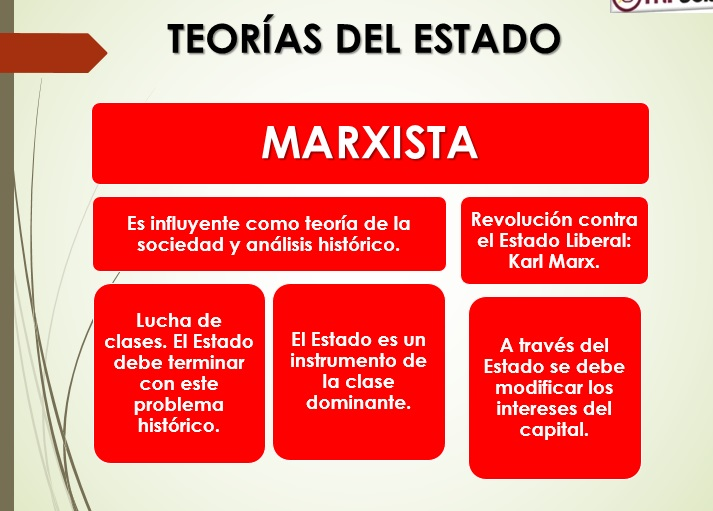 TEORÍAS DEL ESTADO
MARXISTA
Es influyente como teoría de la
sociedad y análisis histórico.
Lucha de
clases. El Estado
debe terminar
con este
problema
histórico.
El Estado es un
instrumento de
la clase
dominante.
Revolución contra
el Estado Liberal:
Karl Marx.
A través del
Estado se debe
modificar los
intereses del
capital.